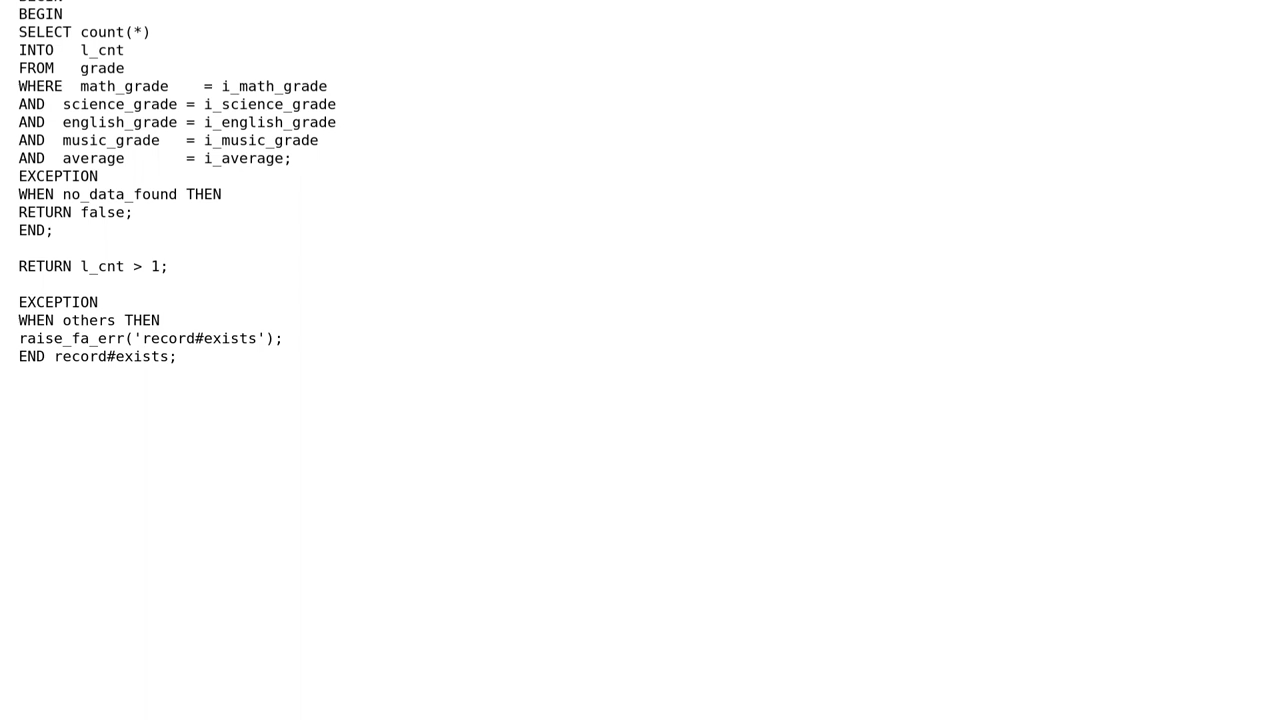 BEGIN
SELECT count(*)
INTO   l_cnt
FROM   grade
WHERE  math_grade    = i_math_grade
AND  science_grade = i_science_grade
AND  english_grade = i_english_grade
AND  music_grade   = i_music_grade
AND  average       = i_average;
EXCEPTION
WHEN no_data_found THEN
RETURN false;
END;

RETURN l_cnt > 1;

EXCEPTION
WHEN others THEN
raise_fa_err('record#exists');
END record#exists;